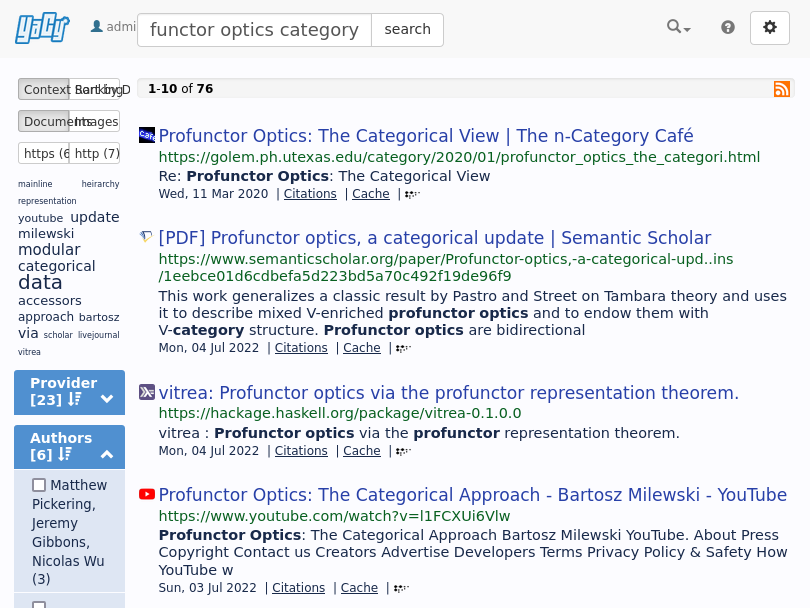 YaCy
admi
functor optics category
search
Context Ranking Sort by D
1-10 of 76
Documents Images
https (6 http (7)
mainline heirarchy
representation
youtube update
milewski
modular
categorical
data
accessors
approach bartosz
via scholar livejournal
vitrea
Provider
[23]
Authors
[6]
Matthew
Pickering,
Jeremy
Gibbons,
Nicolas Wu
(3)
Profunctor Optics: The Categorical View | The n-Category Café
https://golem.ph.utexas.edu/category/2020/01/profunctor_optics_the_categori.html
Re: Profunctor Optics: The Categorical View
Wed, 11 Mar 2020 | Citations | Cache |
[PDF] Profunctor optics, a categorical update | Semantic Scholar
https://www.semanticscholar.org/paper/Profunctor-optics,-a-categorical-upd..ins
/1eebce01d6cdbefa5d223bd5a70c492f19de96f9
This work generalizes a classic result by Pastro and Street on Tambara theory and uses
it to describe mixed V-enriched profunctor optics and to endow them with
V-category structure. Profunctor optics are bidirectional
Mon, 04 Jul 2022 | Citations | Cache |
vitrea: Profunctor optics via the profunctor representation theorem.
https://hackage.haskell.org/package/vitrea-0.1.0.0
vitrea : Profunctor optics via the profunctor representation theorem.
Mon, 04 Jul 2022 | Citations | Cache |
Profunctor Optics: The Categorical Approach - Bartosz Milewski - YouTube
https://www.youtube.com/watch?v=l1FCXUi6Vlw
Profunctor Optics: The Categorical Approach Bartosz Milewski YouTube. About Press
Copyright Contact us Creators Advertise Developers Terms Privacy Policy & Safety How
YouTube w
Sun, 03 Jul 2022 | Citations | Cache |